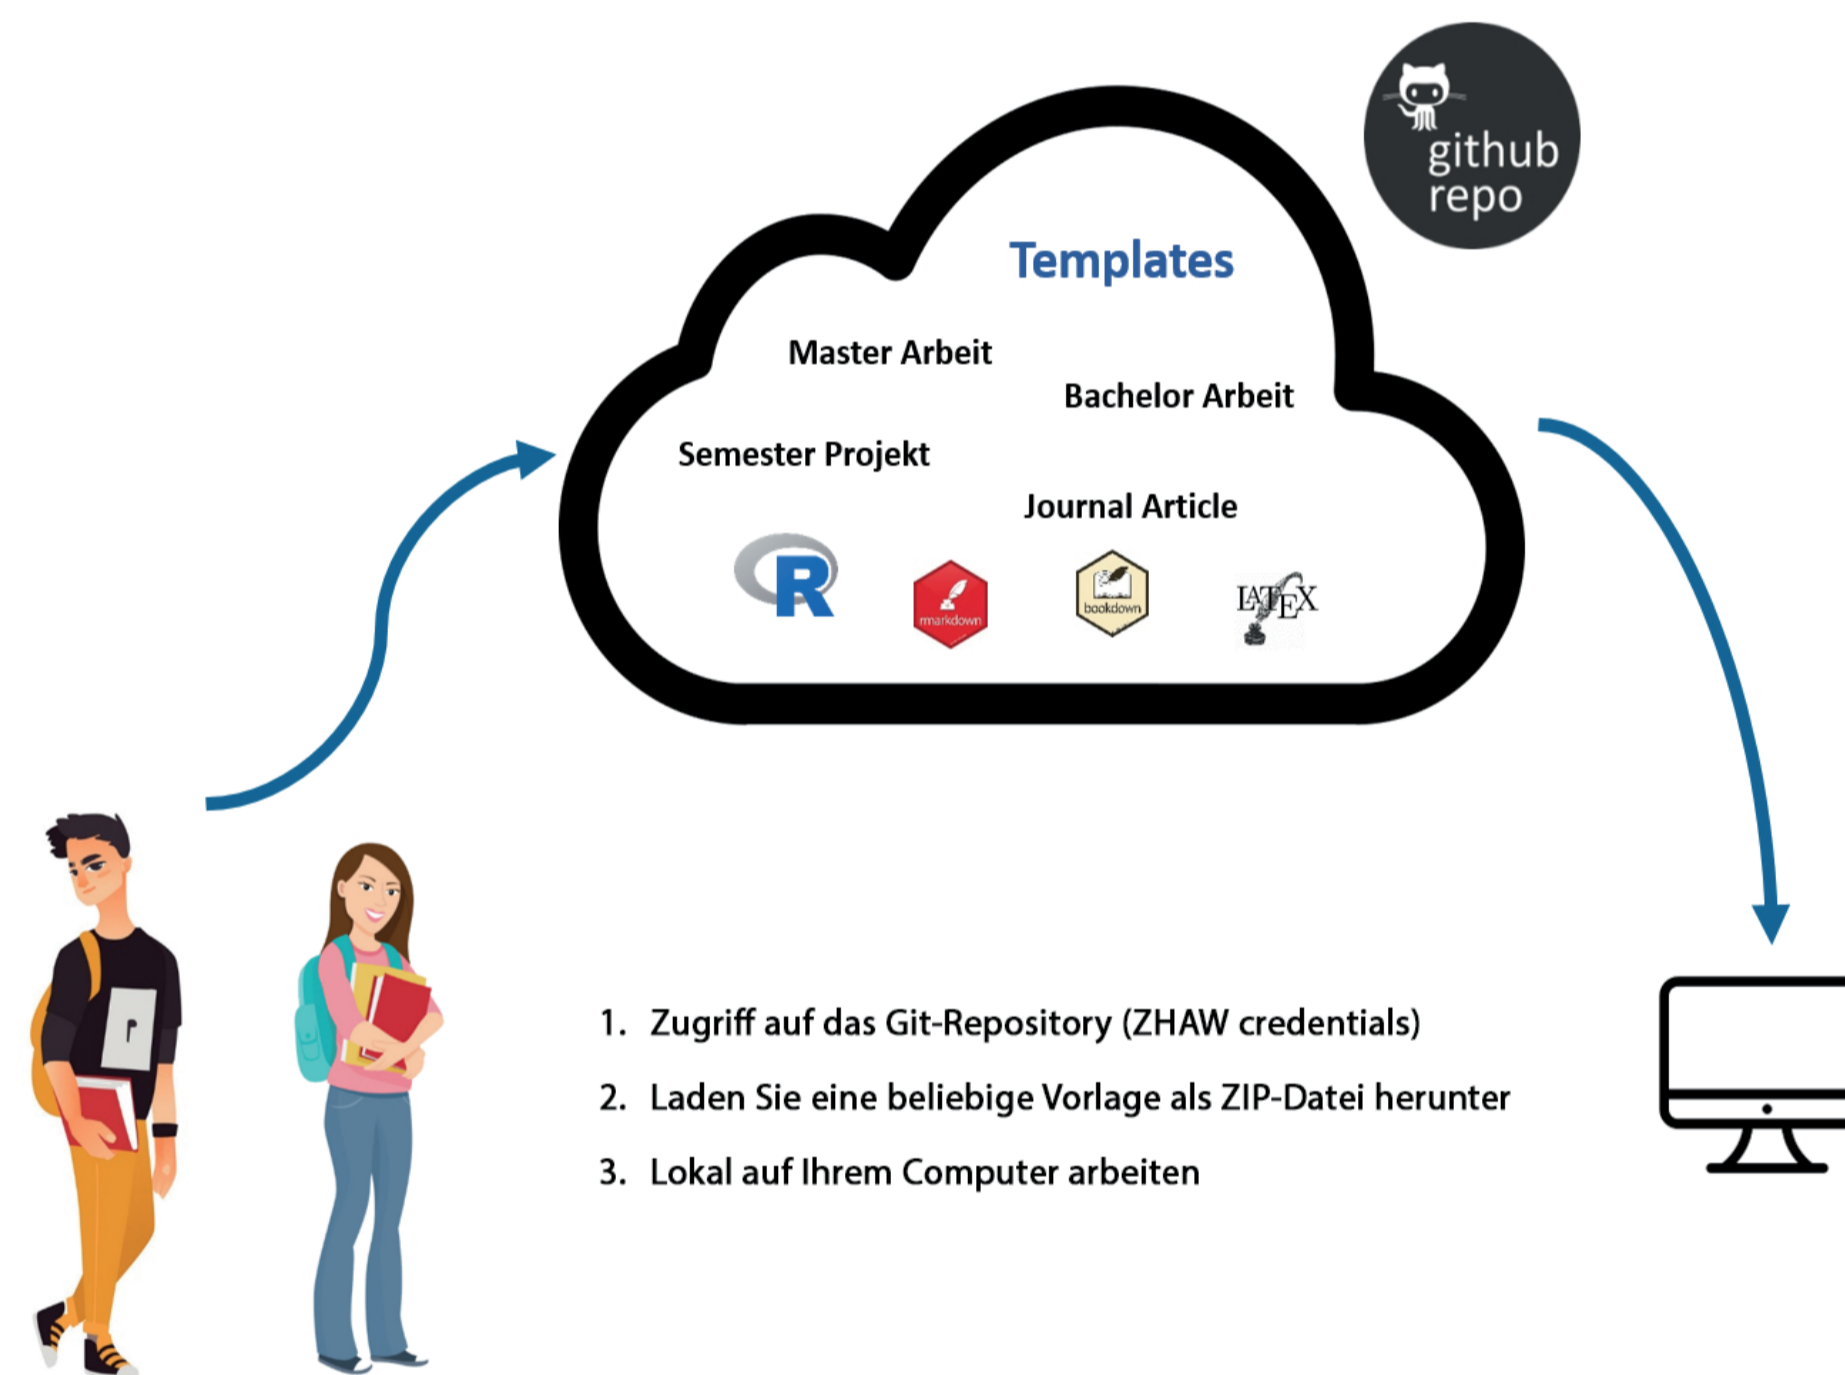 github
repo
Templates
Master Arbeit
Bachelor Arbeit
Semester Projekt
Journal Article
R
rmarkdown
bookdown
LATEX
1. Zugriff auf das Git-Repository (ZHAW credentials)
2. Laden Sie eine beliebige Vorlage als ZIP-Datei herunter
3. Lokal auf Ihrem Computer arbeiten